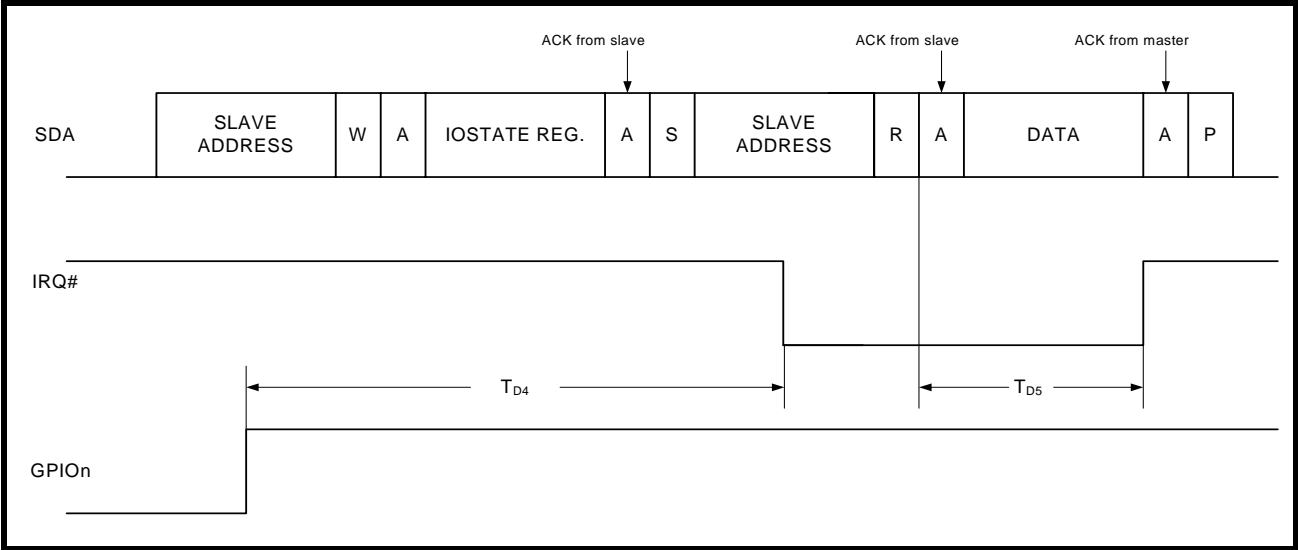 ACK from slave ACK from slave ACK from master
SDA SLAVE ADDRESS W A IOSTATE REG. A S SLAVE ADDRESS R A DATA A P
IRQ#
TD4 TD5
GPIOn